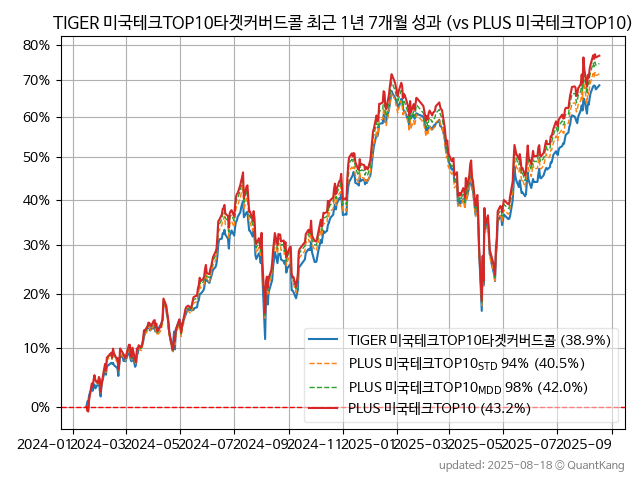 TIGER 미국테크TOP10타겟커버드콜 최근 1년 7개월 성과 (vs PLUS 미국테크TOP10)
80%
70%
60%
50%
40%
30%
20%
10%
0%
TIGER 미국테크TOP10타겟커버드콜 (38.9%)
PLUS 미국테크TOP10STD 94% (40.5%)
PLUS 미국테크TOP10MDD 98% (42.0%)
PLUS 미국테크TOP10 (43.2%)
2024-01 2024-03 2024-05 2024-07 2024-09 2024-11 2025-01 2025-03 2025-05 2025-07 2025-09
updated: 2025-08-18 © QuantKang